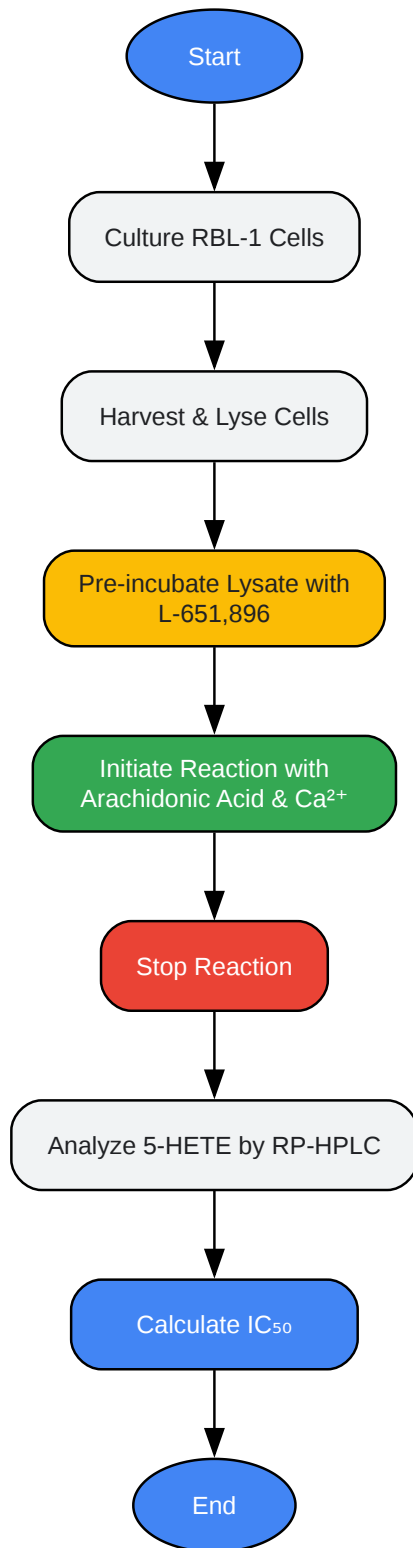 Start
Culture RBL-1 Cells
Harvest & Lyse Cells
Pre-incubate Lysate with
L-651,896
Initiate Reaction with
Arachidonic Acid & Ca²⁺
Stop Reaction
Analyze 5-HETE by RP-HPLC
Calculate IC₅₀
End